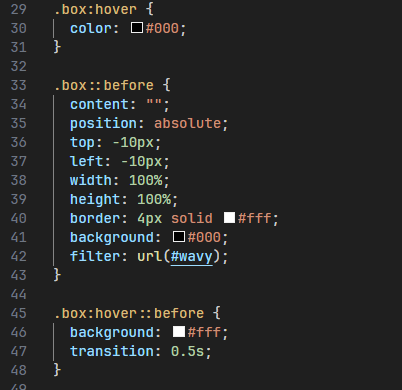 29 .box:hover {
30 color: #000;
31 }
32
33 .box::before {
34 content: "";
35 position: absolute;
36 top: -10px;
37 left: -10px;
38 width: 100%;
39 height: 100%;
40 border: 4px solid #fff;
41 background: #000;
42 filter: url(#wavy);
43 }
44
45 .box:hover::before {
46 background: #fff;
47 transition: 0.5s;
48 }
49